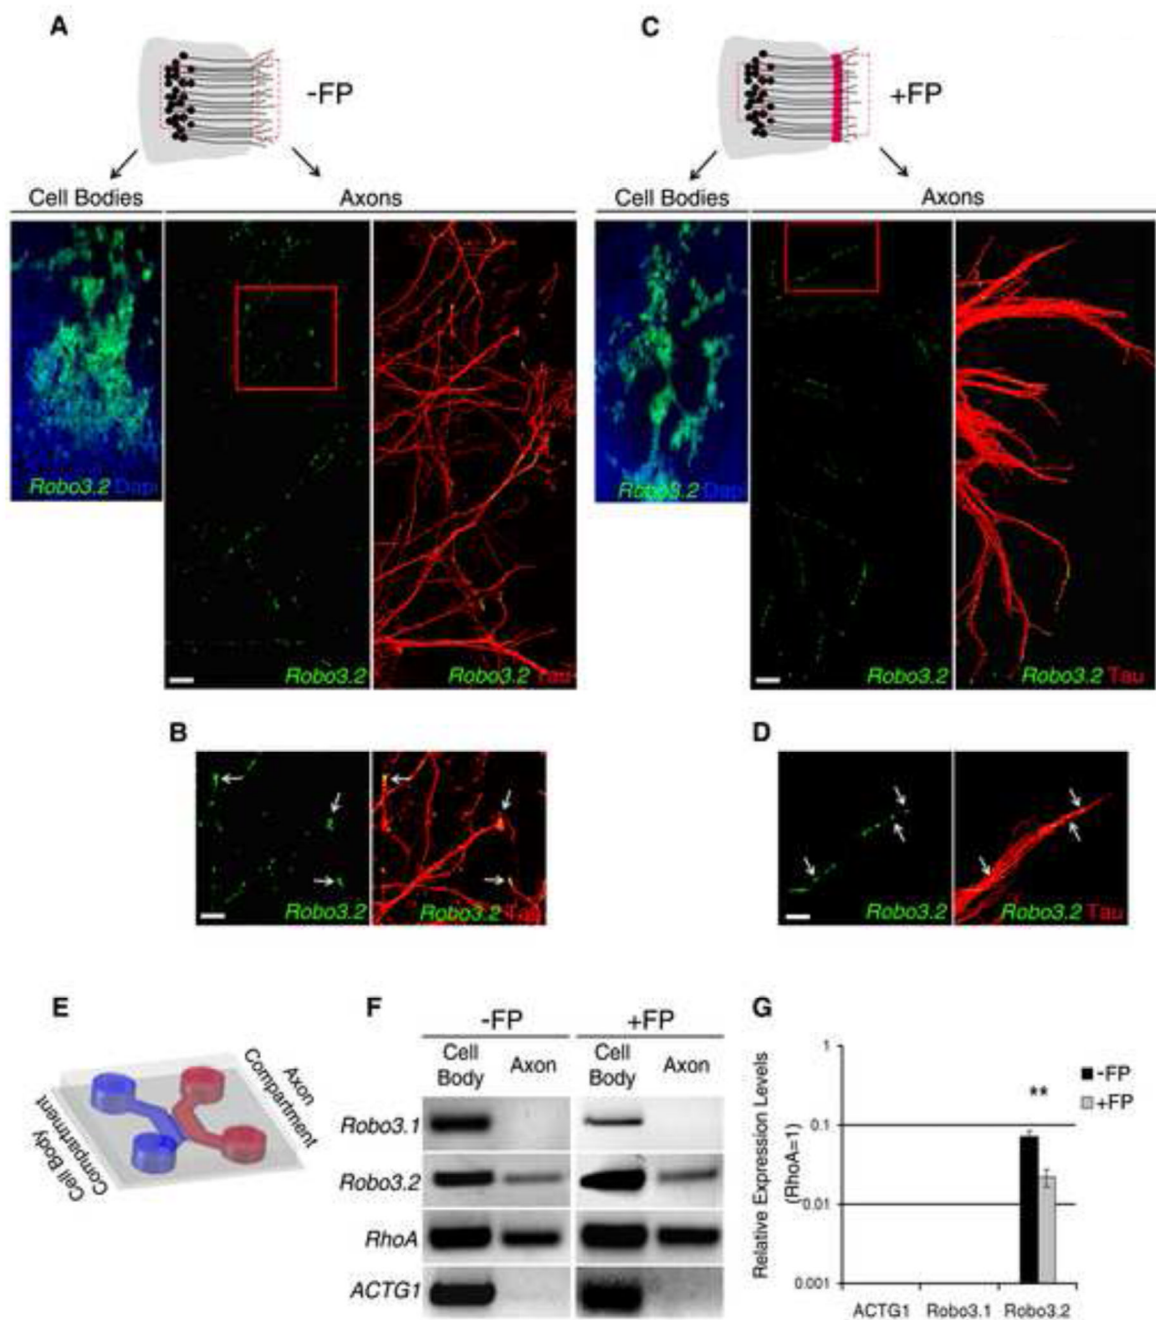 A
-FP
Cell Bodies
Axons
Robo3.2 Dapi
Robo3.2
Robo3.2 Tau
C
+FP
Cell Bodies
Axons
Robo3.2 Dapi
Robo3.2
Robo3.2 Tau
B
Robo3.2
Robo3.2 Tau
D
Robo3.2
Robo3.2 Tau
E
Cell Body
Compartment
Axon
Compartment
F
-FP
+FP
Cell
Body
Axon
Cell
Body
Axon
Robo3.1
Robo3.2
RhoA
ACTG1
G
Relative Expression Levels
(RhoA=1)
1
0.1
0.01
0.001
**
-FP
+FP
ACTG1
Robo3.1
Robo3.2